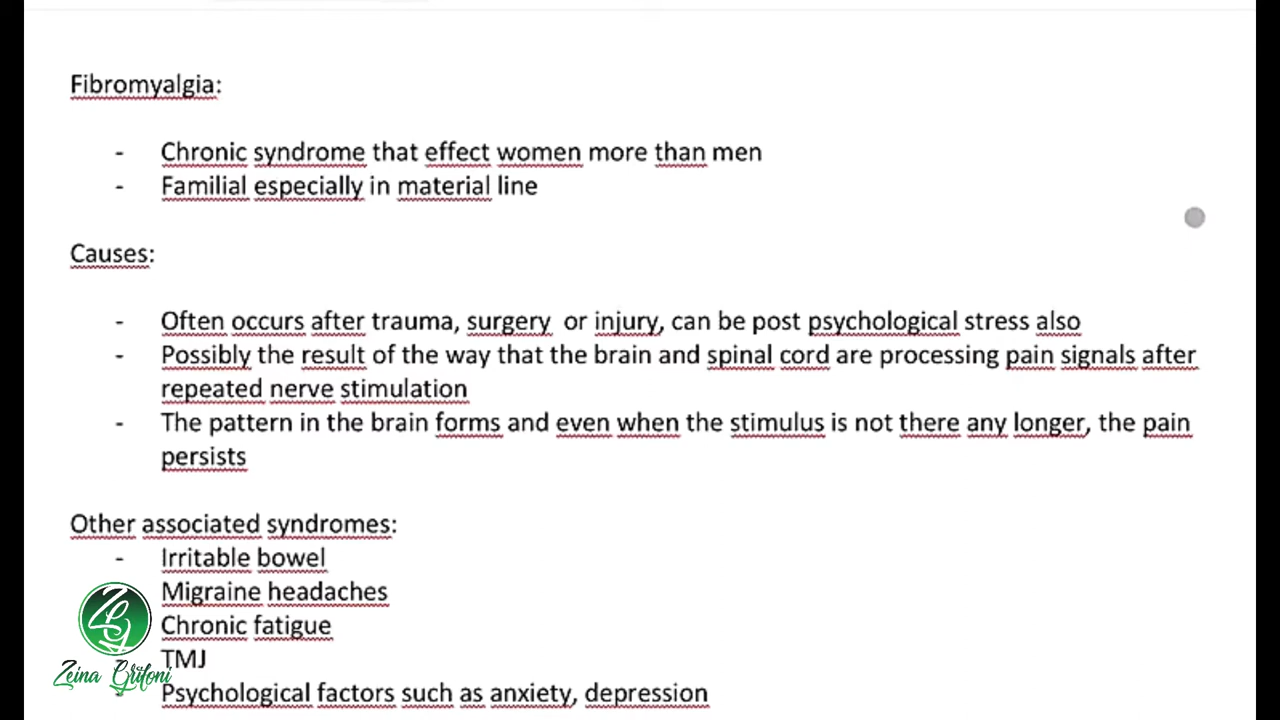 Fibromyalgia:
- Chronic syndrome that effect women more than men
- Familial especially in material line
Causes:
- Often occurs after trauma, surgery  or injury, can be post psychological stress also
- Possibly the result of the way that the brain and spinal cord are processing pain signals after
repeated nerve stimulation
- The pattern in the brain forms and even when the stimulus is not there any longer, the pain
persists
Other associated syndromes:
- Irritable bowel
Migraine headaches
Chronic fatigue
TMJ
- Psychological factors such as anxiety, depression
ZG
Zeina Grifoni